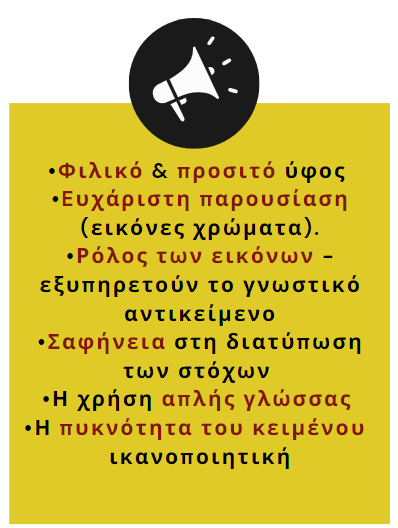 •Φιλικό & προσιτό ύφος
•Ευχάριστη παρουσίαση
(εικόνες χρώματα).
•Ρόλος των εικόνων –
εξυπηρετούν το γνωστικό
αντικείμενο
•Σαφήνεια στη διατύπωση
των στόχων
•Η χρήση απλής γλώσσας
•Η πυκνότητα του κειμένου
ικανοποιητική